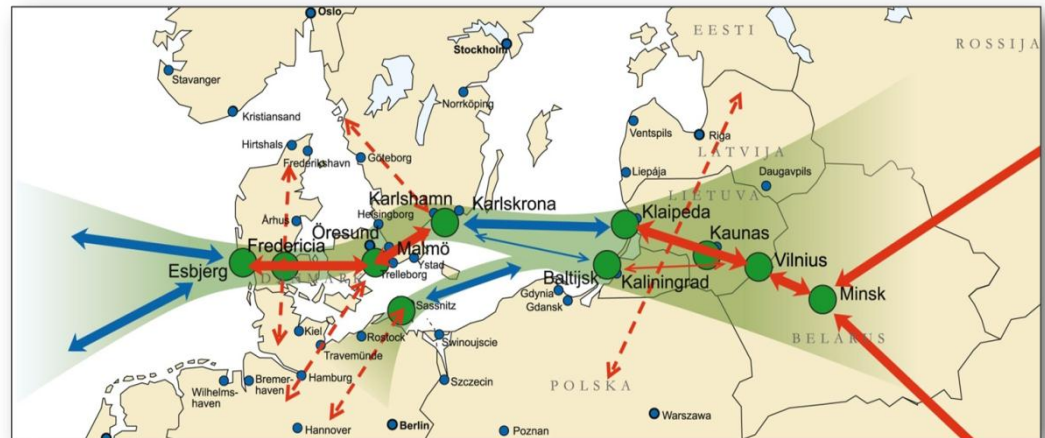 Oslo
EESTI
ROSSIJA
Stockholm
Stavanger
Norrköping
Kristiansand
Ventspils
Riga
Hirtshals
Frederikshavn
Göteborg
LATVIJA
Liepája
Daugavpils
LIETUVA
Karlshamn
Karlskrona
Klaipeda
Århus
Helsingborg
Öresund
Kaunas
Fredericia
Malmö
Vilnius
Esbjerg
DANMARK
Trelleborg
Ystad
Baltijsk
Kaliningrad
Minsk
Sassnitz
Gdynia
Gdansk
Kiel
Rostock
Swinoujscie
BELARUS
Travemünde
Wilhelms-
haven
Bremer-
haven
Hamburg
Szczecin
POLSKA
Warszawa
Hannover
Berlin
Poznan